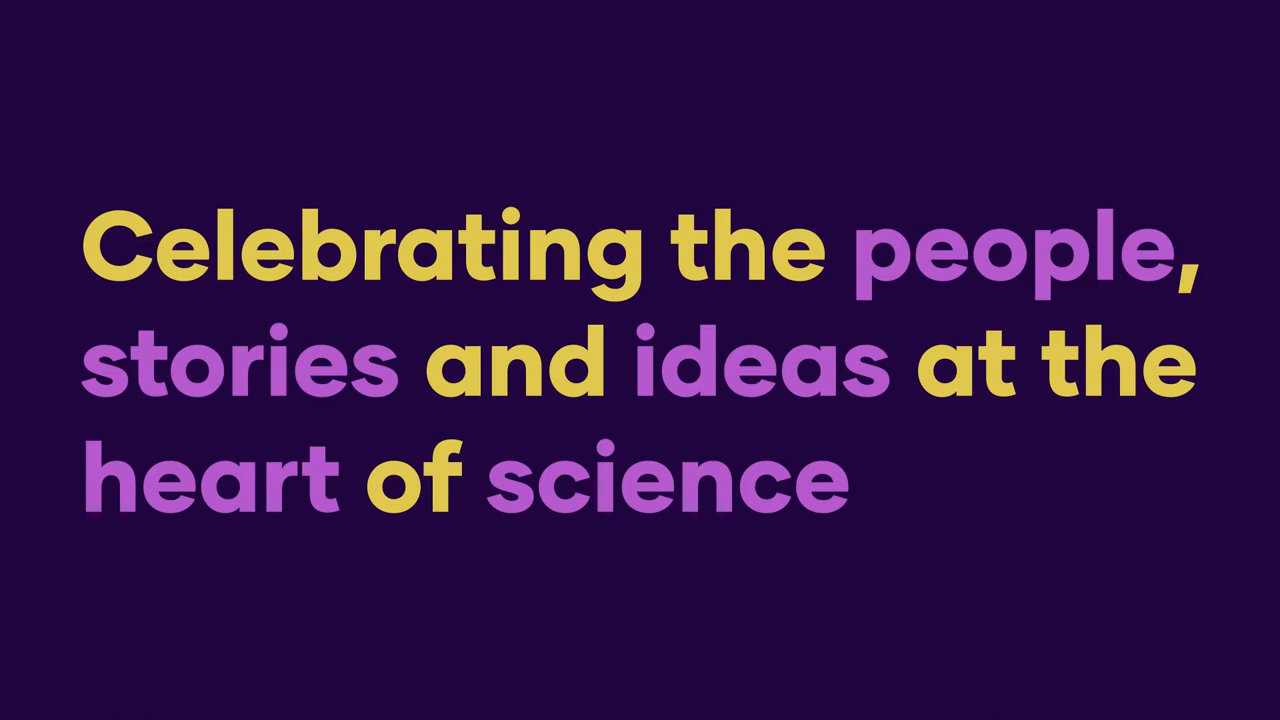 Celebrating the people,
stories and ideas at the
heart of science